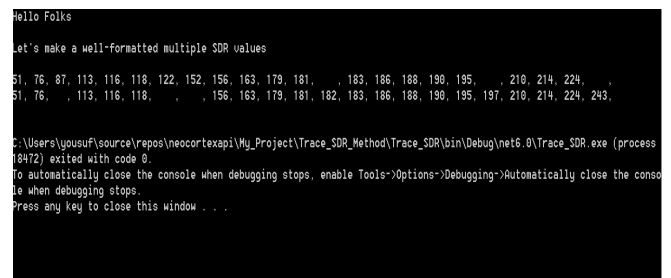 Hello Folks
Let's make a well-formatted multiple SDR values
51, 76, 87, 113, 116, 118, 122, 152, 156, 163, 179, 181,    , 183, 186, 188, 190, 195,    , 210, 214, 224,    ,
51, 76,   , 113, 116, 118,    ,    , 156, 163, 179, 181, 182, 183, 186, 188, 190, 195, 197, 210, 214, 224, 243,
C:\Users\yousuf\source\repos\neocortexapi\My_Project\Trace_SDR_Method\Trace_SDR\bin\Debug\net6.0\Trace_SDR.exe (process
18472) exited with code 0.
To automatically close the console when debugging stops, enable Tools->Options->Debugging->Automatically close the conso
le when debugging stops.
Press any key to close this window . . .